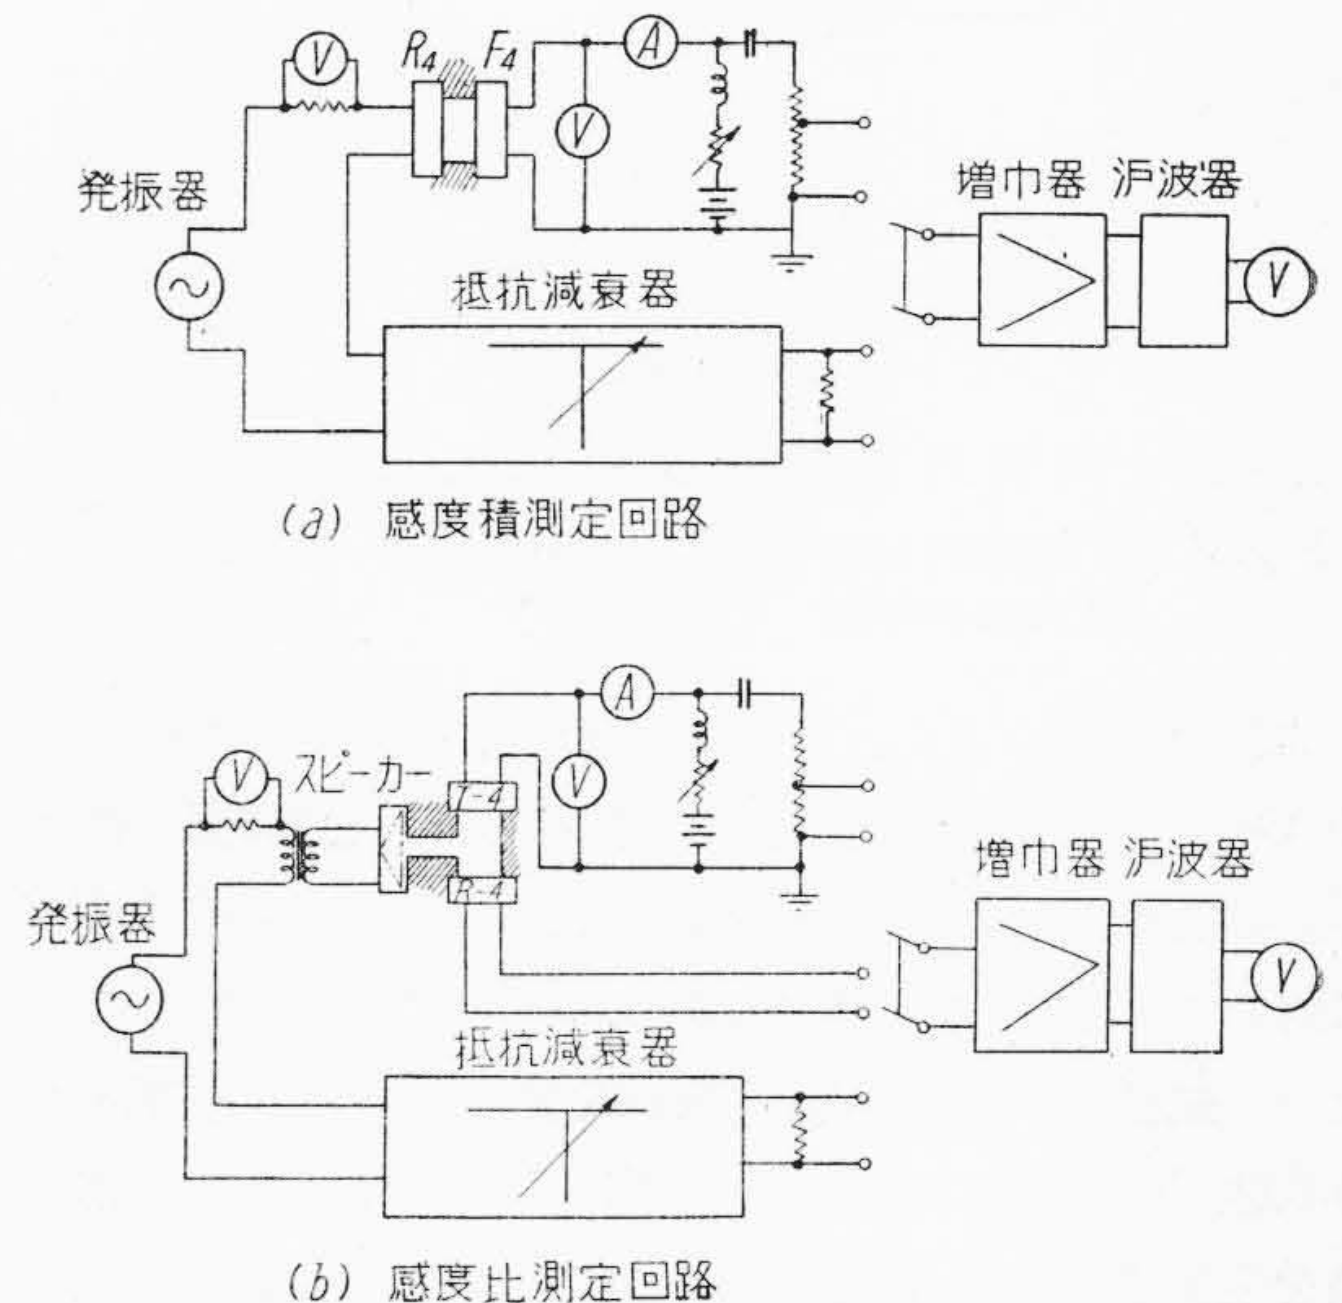 R4 F4
V
A
V
発振器
増巾器 沪波器
V
抵抗減衰器
(a) 感度積測定回路
A
V
スピーカー
T-4
V
R-4
発振器
増巾器 沪波器
V
抵抗減衰器
(b) 感度比測定回路